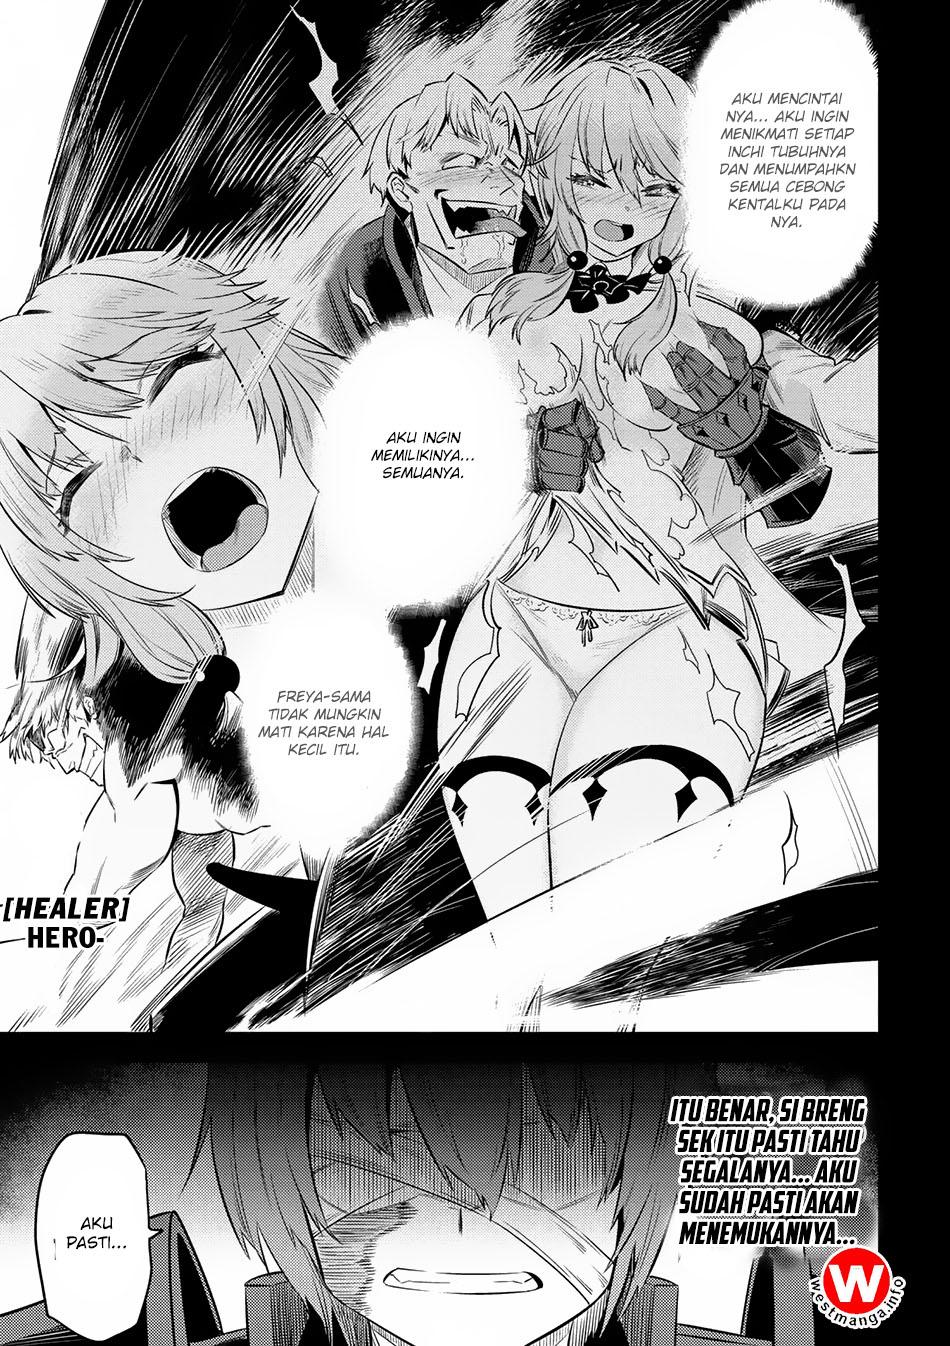 AKU MENCINTAI
NYA... AKU INGIN
MENIKMATI SETIAP
INCHI TUBUHNYA
DAN MENUMPAHKN
SEMUA CEBONG
KENTALKU PADA
NYA.
AKU INGIN
MEMILIKINYA...
SEMUANYA.
FREYA-SAMA
TIDAK MUNGKIN
MATI KARENA HAL
KECIL ITU.
[HEALER]
HERO-
ITU BENAR, SI BRENG
SEK ITU PASTI TAHU
SEGALANYA... AKU
SUDAH PASTI AKAN
MENEMUKANNYA...
AKU
PASTI...
W
westmanga.info